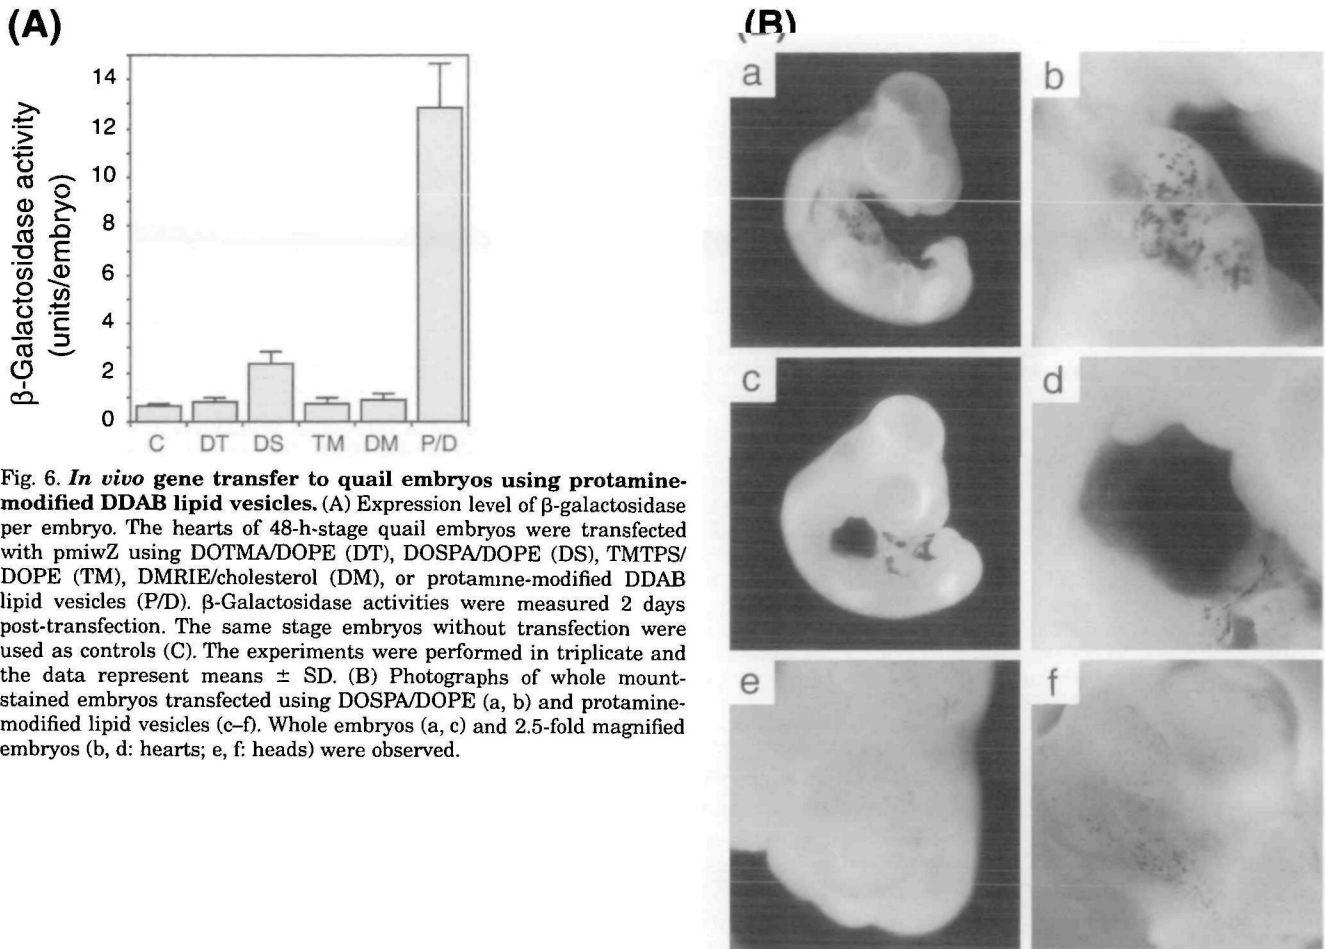 (A)
β-Galactosidase activity
(units/embryo)
14
12
10
8
6
4
2
0
C DT DS TM DM P/D
Fig. 6. In vivo gene transfer to quail embryos using protamine-
modified DDAB lipid vesicles. (A) Expression level of β-galactosidase
per embryo. The hearts of 48-h-stage quail embryos were transfected
with pmiwZ using DOTMA/DOPE (DT), DOSPA/DOPE (DS), TMTPS/
DOPE (TM), DMRIE/cholesterol (DM), or protamine-modified DDAB
lipid vesicles (P/D). β-Galactosidase activities were measured 2 days
post-transfection. The same stage embryos without transfection were
used as controls (C). The experiments were performed in triplicate and
the data represent means ± SD. (B) Photographs of whole mount-
stained embryos transfected using DOSPA/DOPE (a, b) and protamine-
modified lipid vesicles (c–f). Whole embryos (a, c) and 2.5-fold magnified
embryos (b, d: hearts; e, f: heads) were observed.
(B)
a b
c d
e f